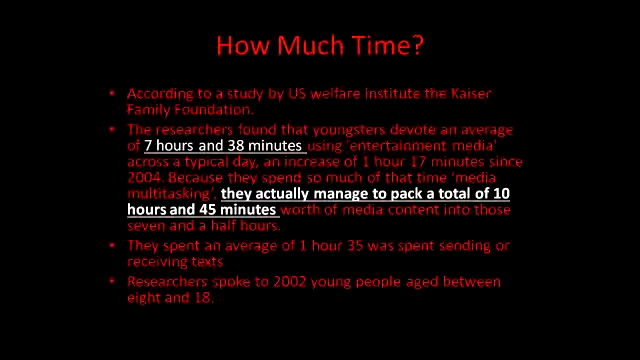 How Much Time?
• According to a study by US welfare institute the Kaiser
Family Foundation.
• The researchers found that youngsters devote an average
of 7 hours and 38 minutes using 'entertainment media'
across a typical day, an increase of 1 hour 17 minutes since
2004. Because they spend so much of that time 'media
multitasking', they actually manage to pack a total of 10
hours and 45 minutes worth of media content into those
seven and a half hours.
• They spent an average of 1 hour 35 was spent sending or
receiving texts
• Researchers spoke to 2002 young people aged between
eight and 18.